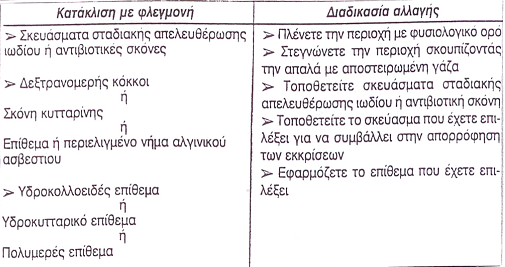 Κατάκλιση με φλεγμονή
➢ Σκευάσματα σταδιακής απελευθέρωσης
ιωδίου ή αντιβιοτικές σκόνες
➢ Δεξτρανομερής κόκκοι
ή
Σκόνη κυτταρίνης
ή
Επίθεμα ή περιελιγμένο νήμα αλγινικού
ασβεστιου
➢ Υδροκολλοειδές επίθεμα
ή
Υδροκυτταρικό επίθεμα
ή
Πολυμερές επίθεμα
Διαδικασία αλλαγής
➢ Πλένετε την περιοχή με φυσιολογικό ορό
➢ Στεγνώνετε την περιοχή σκουπίζοντάς
την απαλά με αποστειρωμένη γάζα
➢ Τοποθετείτε σκευάσματα σταδιακής
απελευθέρωσης ιωδίου ή αντιβιοτική σκόνη
➢ Τοποθετείτε το σκεύασμα που έχετε επι-
λέξει για να συμβάλλει στην απορρόφηση
των εκκρίσεων
➢ Εφαρμόζετε το επίθεμα που έχετε επι-
λέξει